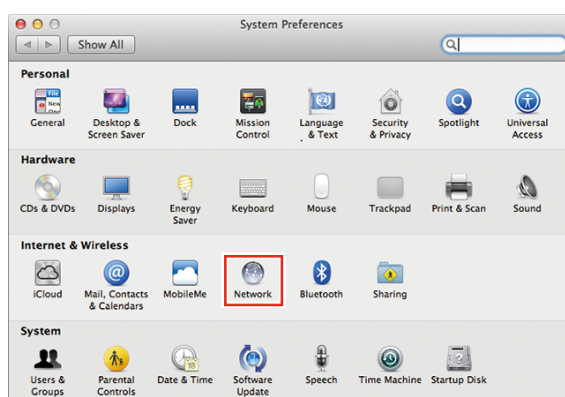 System Preferences
Show All
Personal
General
Desktop &
Screen Saver
Dock
Mission
Control
Language
& Text
Security
& Privacy
Spotlight
Universal
Access
Hardware
CDs & DVDs
Displays
Energy
Saver
Keyboard
Mouse
Trackpad
Print & Scan
Sound
Internet & Wireless
iCloud
Mail, Contacts
& Calendars
MobileMe
Network
Bluetooth
Sharing
System
Users &
Groups
Parental
Controls
Date & Time
Software
Update
Speech
Time Machine
Startup Disk